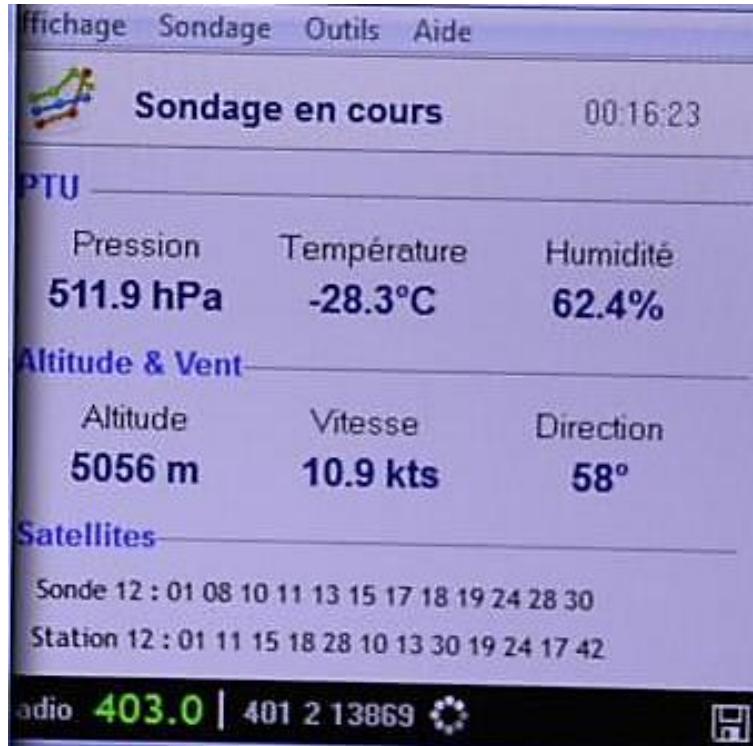 ffichage Sondage Outils Aide
Sondage en cours 00:16:23
PTU
Pression Température Humidité
511.9 hPa -28.3°C 62.4%
Altitude & Vent
Altitude Vitesse Direction
5056 m 10.9 kts 58°
Satellites
Sonde 12 : 01 08 10 11 13 15 17 18 19 24 28 30
Station 12 : 01 11 15 18 28 10 13 30 19 24 17 42
adio 403.0 | 401 2 13869